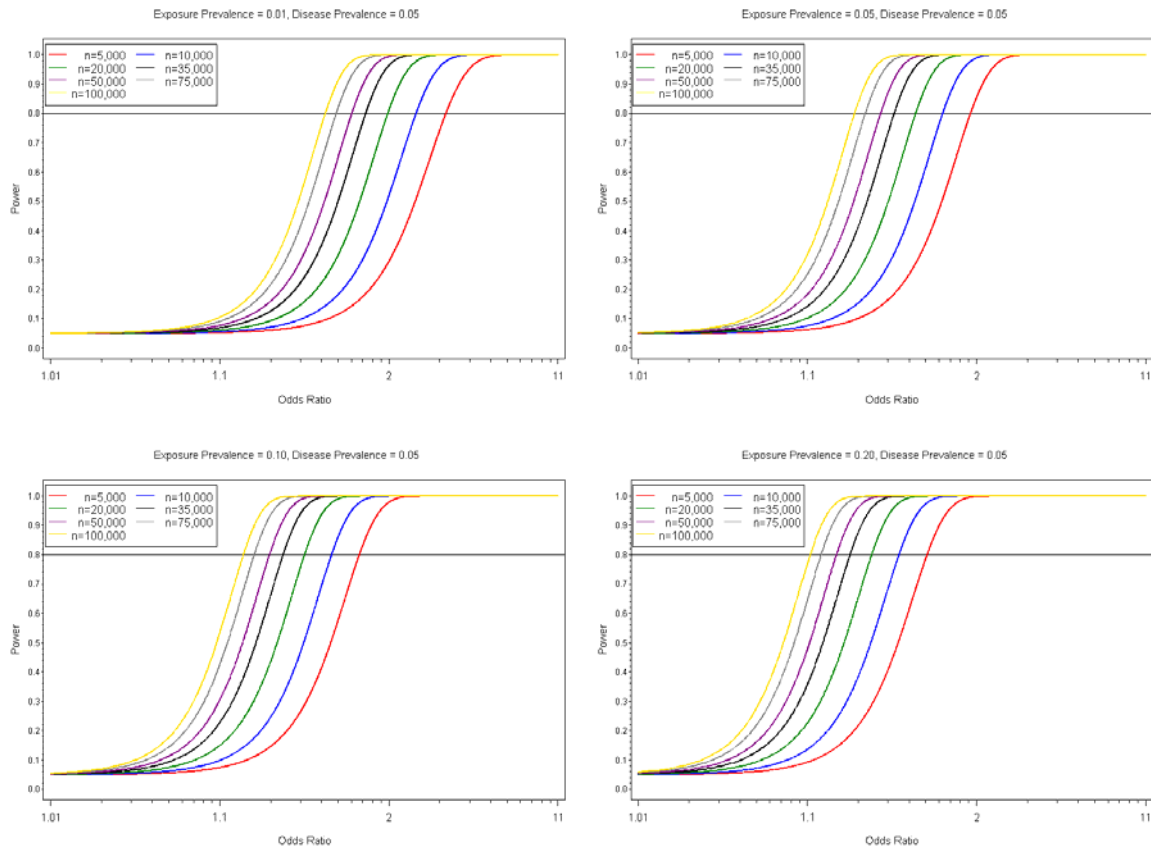 Exposure Prevalence = 0.01, Disease Prevalence = 0.05
n=5,000 n=10,000
n=20,000 n=35,000
n=50,000 n=75,000
n=100,000
1.0
0.9
0.8
0.7
0.6
0.5
0.4
0.3
0.2
0.1
0.0
Power
1.01 1.1 2 11
Odds Ratio
Exposure Prevalence = 0.05, Disease Prevalence = 0.05
n=5,000 n=10,000
n=20,000 n=35,000
n=50,000 n=75,000
n=100,000
1.0
0.9
0.8
0.7
0.6
0.5
0.4
0.3
0.2
0.1
0.0
Power
1.01 1.1 2 11
Odds Ratio
Exposure Prevalence = 0.10, Disease Prevalence = 0.05
n=5,000 n=10,000
n=20,000 n=35,000
n=50,000 n=75,000
n=100,000
1.0
0.9
0.8
0.7
0.6
0.5
0.4
0.3
0.2
0.1
0.0
Power
1.01 1.1 2 11
Odds Ratio
Exposure Prevalence = 0.20, Disease Prevalence = 0.05
n=5,000 n=10,000
n=20,000 n=35,000
n=50,000 n=75,000
n=100,000
1.0
0.9
0.8
0.7
0.6
0.5
0.4
0.3
0.2
0.1
0.0
Power
1.01 1.1 2 11
Odds Ratio